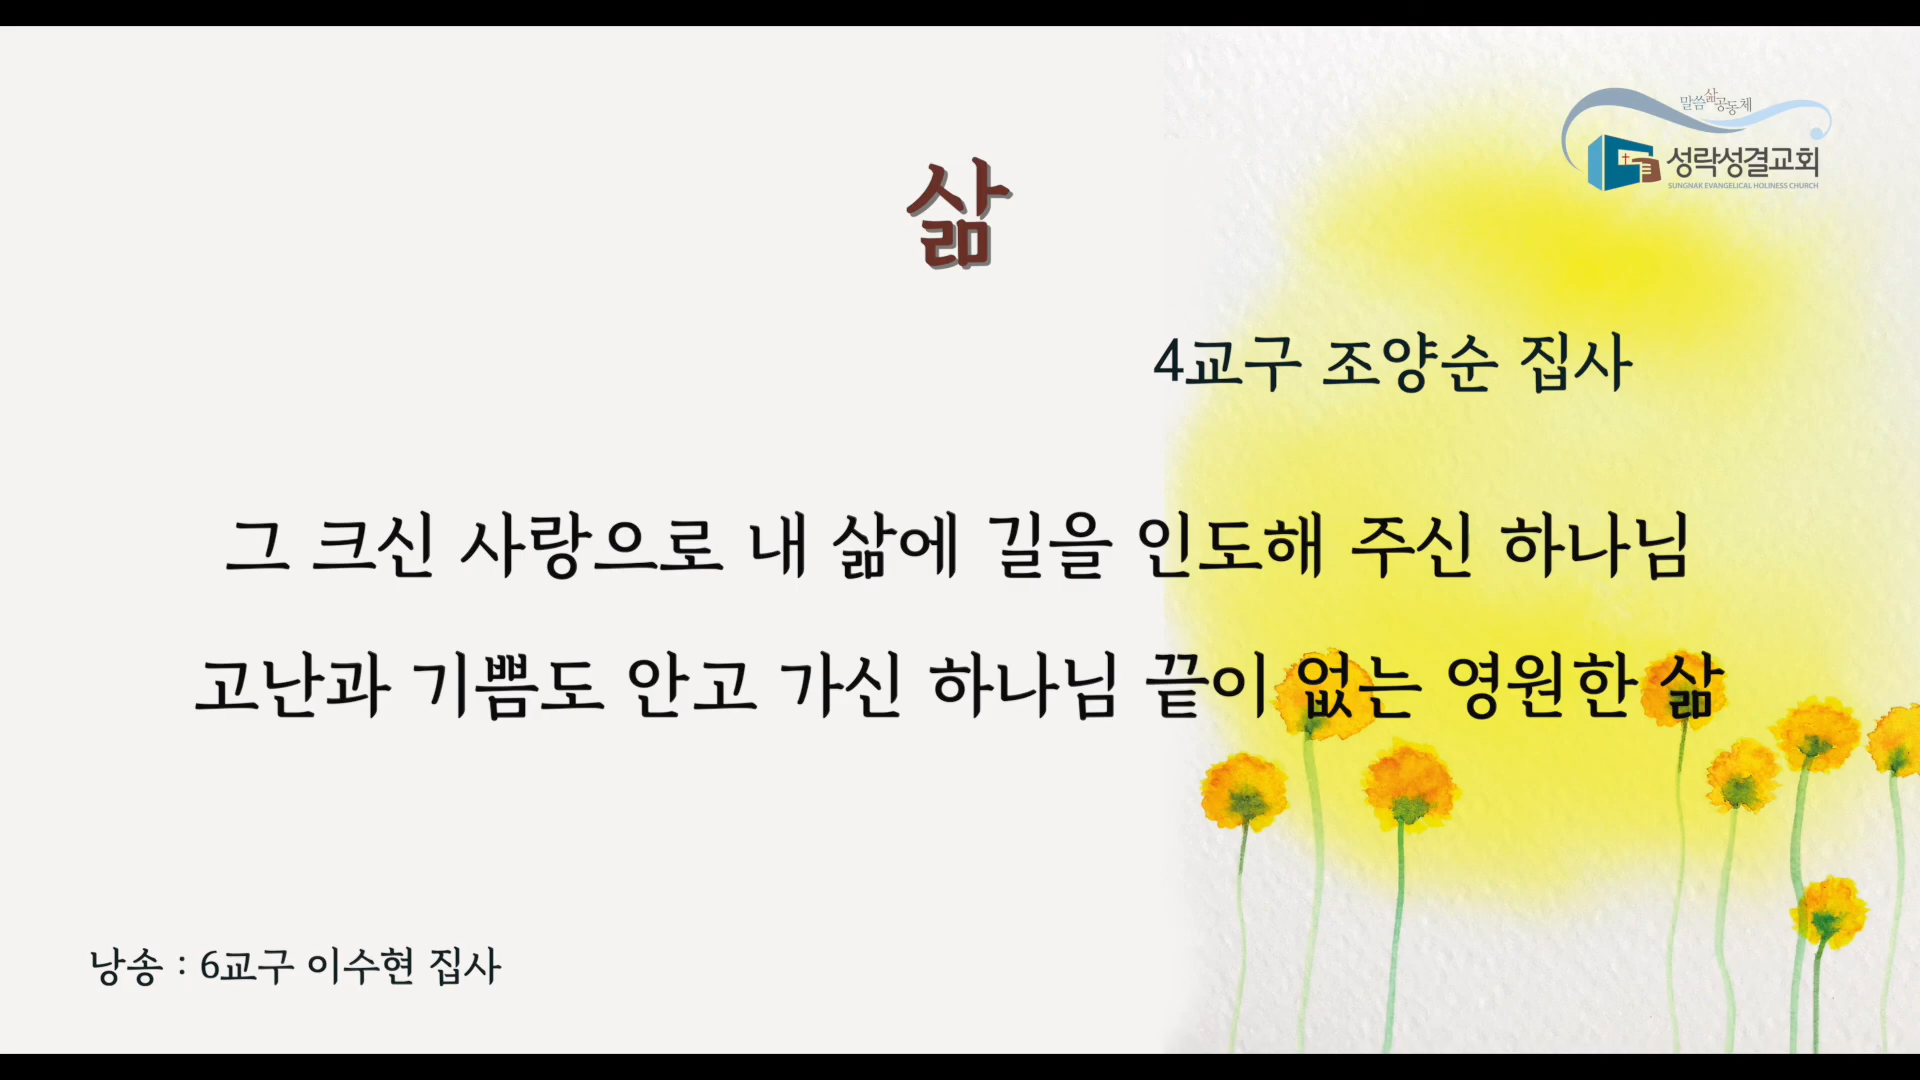 말씀삶공동체
성락성결교회
SUNGNAK EVANGELICAL HOLINESS CHURCH
삶
4교구 조양순 집사
그 크신 사랑으로 내 삶에 길을 인도해 주신 하나님
고난과 기쁨도 안고 가신 하나님 끝이 없는 영원한 삶
낭송 : 6교구 이수현 집사